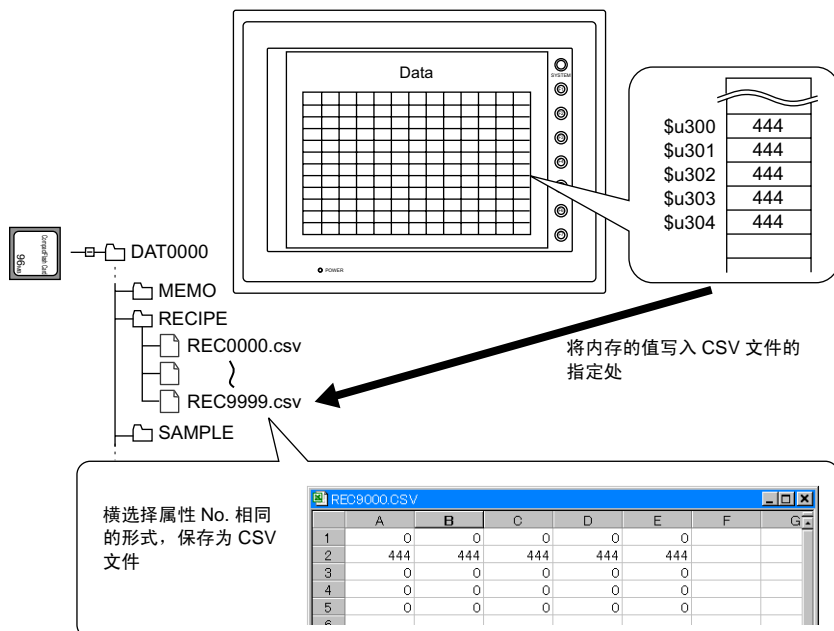 Data
SYSTEM
POWER
$u300 444
$u301 444
$u302 444
$u303 444
$u304 444
CompactFlash Card
96MB
DAT0000
MEMO
RECIPE
REC0000.csv
REC9999.csv
SAMPLE
将内存的值写入 CSV 文件的
指定处
横选择属性 No. 相同
的形式，保存为 CSV
文件
REC9000.CSV
A B C D E F G
1 0 0 0 0 0
2 444 444 444 444 444
3 0 0 0 0 0
4 0 0 0 0 0
5 0 0 0 0 0
6